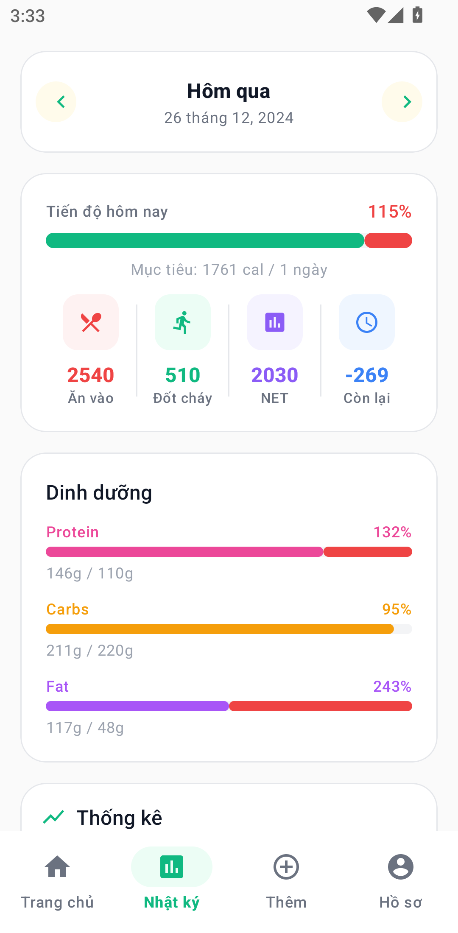 3:33
Hôm qua
26 tháng 12, 2024
Tiến độ hôm nay 115%
Mục tiêu: 1761 cal / 1 ngày
2540 510 2030 -269
Ăn vào Đốt cháy NET Còn lại
Dinh dưỡng
Protein 132%
146g / 110g
Carbs 95%
211g / 220g
Fat 243%
117g / 48g
Thống kê
Trang chủ Nhật ký Thêm Hồ sơ